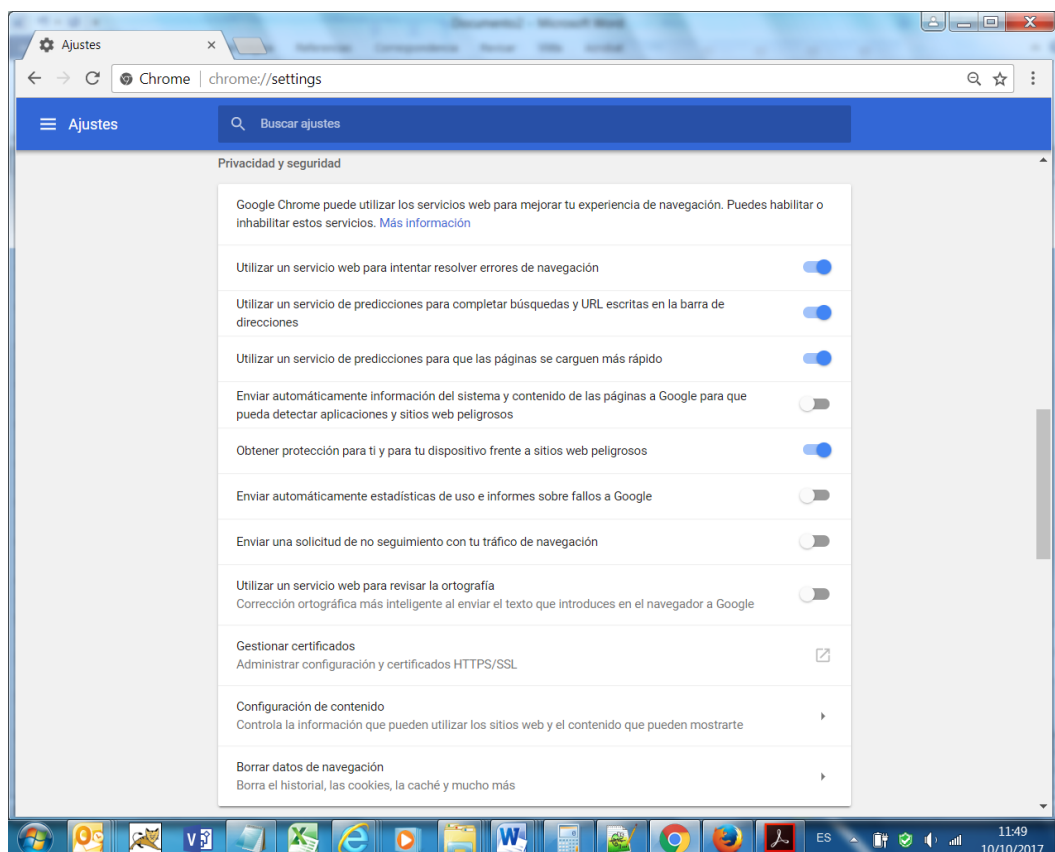 Documento2 - Microsoft Word
Ajustes
Referencias Correspondencia Revisar Vista Acrobat
Chrome chrome://settings
Ajustes Buscar ajustes
Privacidad y seguridad
Google Chrome puede utilizar los servicios web para mejorar tu experiencia de navegación. Puedes habilitar o
inhabilitar estos servicios. Más información
Utilizar un servicio web para intentar resolver errores de navegación
Utilizar un servicio de predicciones para completar búsquedas y URL escritas en la barra de
direcciones
Utilizar un servicio de predicciones para que las páginas se carguen más rápido
Enviar automáticamente información del sistema y contenido de las páginas a Google para que
pueda detectar aplicaciones y sitios web peligrosos
Obtener protección para ti y para tu dispositivo frente a sitios web peligrosos
Enviar automáticamente estadísticas de uso e informes sobre fallos a Google
Enviar una solicitud de no seguimiento con tu tráfico de navegación
Utilizar un servicio web para revisar la ortografía
Corrección ortográfica más inteligente al enviar el texto que introduces en el navegador a Google
Gestionar certificados
Administrar configuración y certificados HTTPS/SSL
Configuración de contenido
Controla la información que pueden utilizar los sitios web y el contenido que pueden mostrarte
Borrar datos de navegación
Borra el historial, las cookies, la caché y mucho más
ES
11:49
10/10/2017